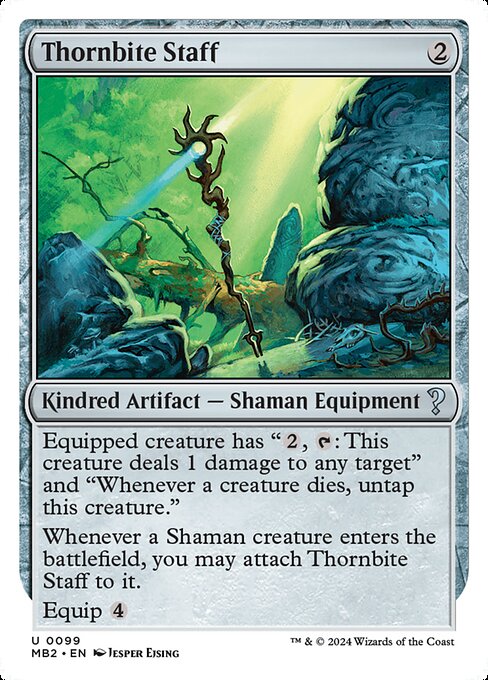 Thornbite Staff 2
Kindred Artifact — Shaman Equipment
Equipped creature has “2, T: This
creature deals 1 damage to any target”
and “Whenever a creature dies, untap
this creature.”
Whenever a Shaman creature enters the
battlefield, you may attach Thornbite
Staff to it.
Equip 4
U 0099
MB2 • EN Jesper Ejsing
™ & © 2024 Wizards of the Coast